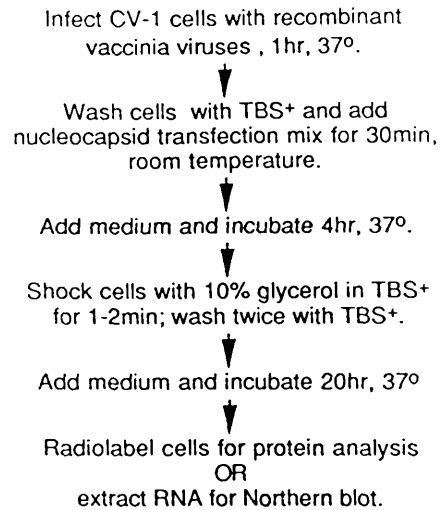 Infect CV-1 cells with recombinant
vaccinia viruses , 1hr, 37º.
Wash cells with TBS+ and add
nucleocapsid transfection mix for 30min,
room temperature.
Add medium and incubate 4hr, 37º.
Shock cells with 10% glycerol in TBS+
for 1-2min; wash twice with TBS+.
Add medium and incubate 20hr, 37º
Radiolabel cells for protein analysis
OR
extract RNA for Northern blot.